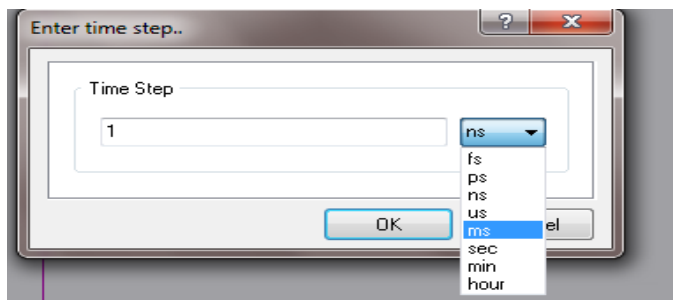 Enter time step..
?
Time Step
1
ns
fs
ps
ns
us
ms
sec
min
hour
OK
el